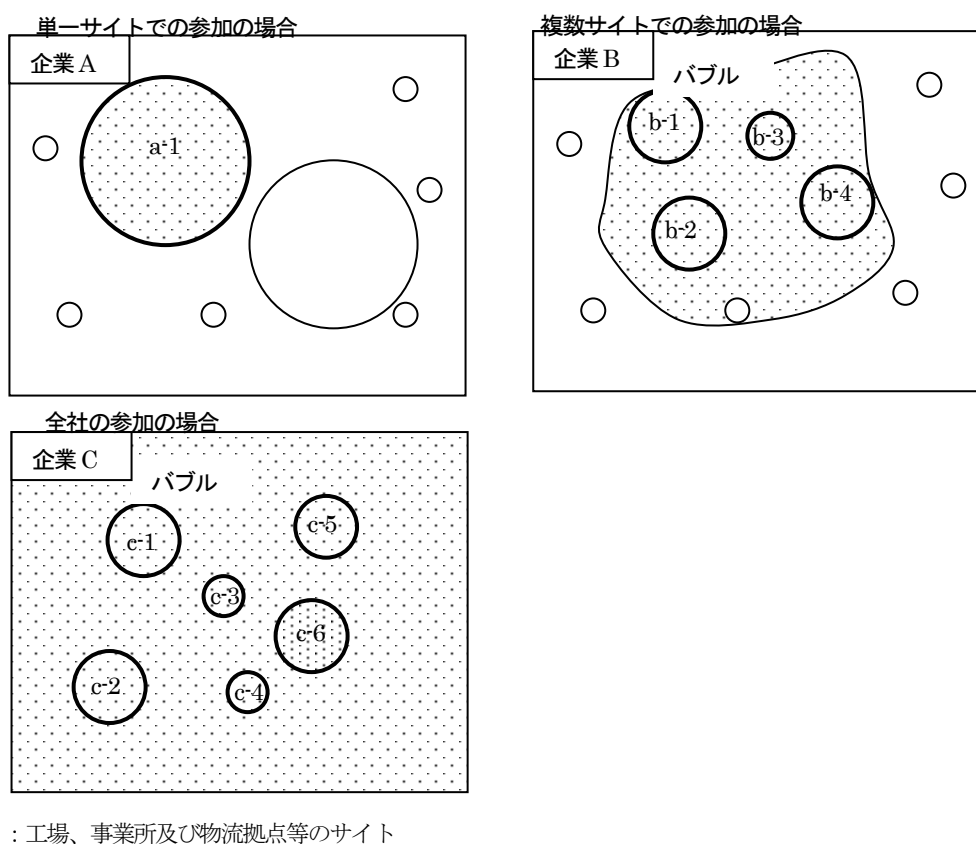 単一サイトでの参加の場合
企業A
a-1
複数サイトでの参加の場合
企業B
バブル
b-1
b-3
b-4
b-2
全社の参加の場合
企業C
バブル
c-1
c-5
c-3
c-6
c-2
c-4
:工場、事業所及び物流拠点等のサイト